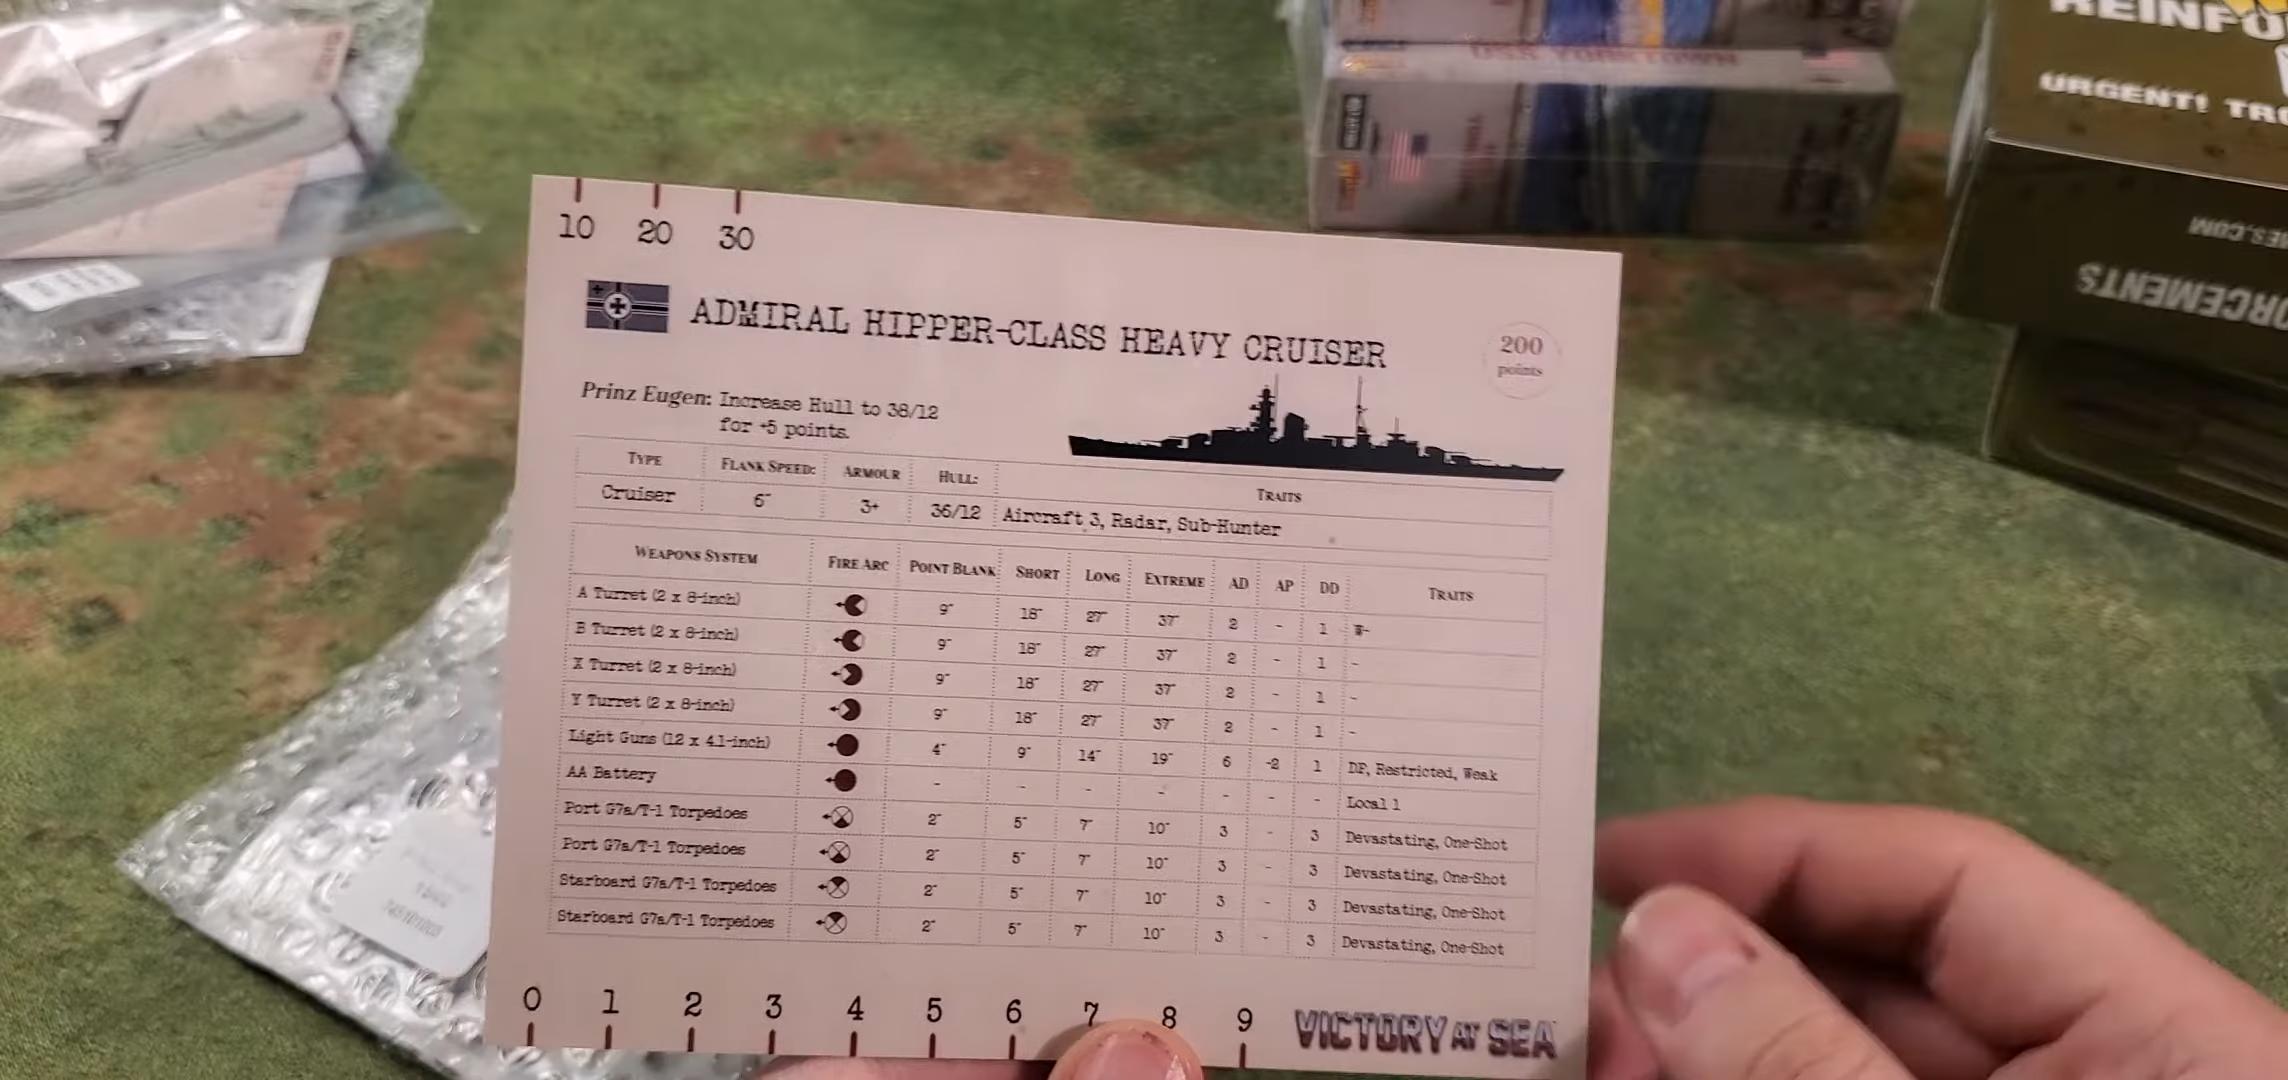 REINFO
URGENT! TRO
USS YORKTOWN
ES.COM
RCEMENTS
10 20 30
ADMIRAL HIPPER-CLASS HEAVY CRUISER
200
points
Prinz Eugen: Increase Hull to 38/12
for +5 points.
TYPE FLANK SPEED: ARMOUR HULL: TRAITS
Cruiser 6" 3+ 36/12 Aircraft 3, Radar, Sub-Hunter
WEAPONS SYSTEM FIRE ARC POINT BLANK SHORT LONG EXTREME AD AP DD TRAITS
A Turret (2 x 8-inch) 9" 18" 27" 37" 2 - 1
B Turret (2 x 8-inch) 9" 18" 27" 37" 2 - 1 -
X Turret (2 x 8-inch) 9" 18" 27" 37" 2 - 1 -
Y Turret (2 x 8-inch) 9" 18" 27" 37" 2 - 1 -
Light Guns (12 x 4.1-inch) 4" 9" 14" 19" 6 -2 1 DP, Restricted, Weak
AA Battery - - - - - - - Local 1
Port G7a/T-1 Torpedoes 2" 5" 7" 10" 3 - 3 Devastating, One-Shot
Port G7a/T-1 Torpedoes 2" 5" 7" 10" 3 - 3 Devastating, One-Shot
Starboard G7a/T-1 Torpedoes 2" 5" 7" 10" 3 - 3 Devastating, One-Shot
Starboard G7a/T-1 Torpedoes 2" 5" 7" 10" 3 - 3 Devastating, One-Shot
0 1 2 3 4 5 6 7 8 9
VICTORY AT SEA